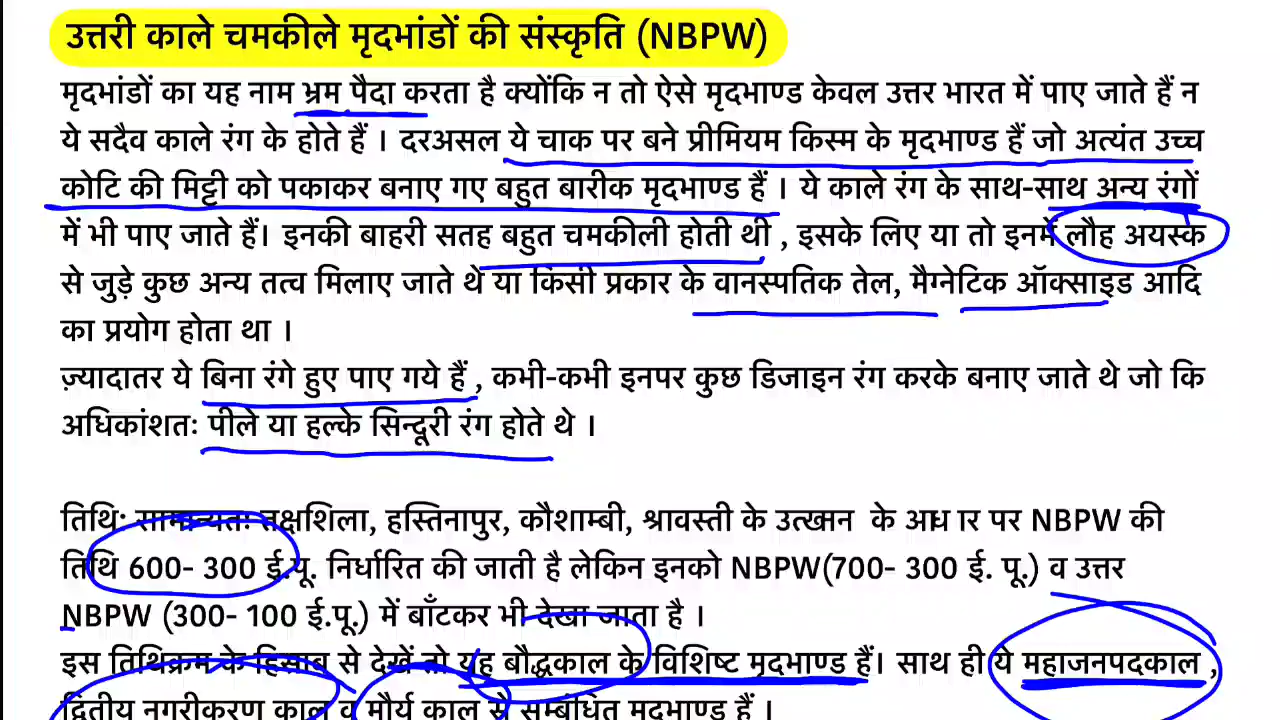 उत्तरी काले चमकीले मृदभांडों की संस्कृति (NBPW)
मृदभांडों का यह नाम भ्रम पैदा करता है क्योंकि न तो ऐसे मृदभाण्ड केवल उत्तर भारत में पाए जाते हैं न
ये सदैव काले रंग के होते हैं । दरअसल ये चाक पर बने प्रीमियम किस्म के मृदभाण्ड हैं जो अत्यंत उच्च
कोटि की मिट्टी को पकाकर बनाए गए बहुत बारीक मृदभाण्ड हैं । ये काले रंग के साथ-साथ अन्य रंगों
में भी पाए जाते हैं। इनकी बाहरी सतह बहुत चमकीली होती थी , इसके लिए या तो इनमें लौह अयस्क
से जुड़े कुछ अन्य तत्व मिलाए जाते थे या किसी प्रकार के वानस्पतिक तेल, मैग्नेटिक ऑक्साइड आदि
का प्रयोग होता था ।
ज़्यादातर ये बिना रंगे हुए पाए गये हैं , कभी-कभी इनपर कुछ डिजाइन रंग करके बनाए जाते थे जो कि
अधिकांशतः पीले या हल्के सिन्दूरी रंग होते थे ।
तिथि: सामान्यतः तक्षशिला, हस्तिनापुर, कौशाम्बी, श्रावस्ती के उत्खनन के आधार पर NBPW की
तिथि 600- 300 ई.पू. निर्धारित की जाती है लेकिन इनको NBPW(700- 300 ई. पू.) व उत्तर
NBPW (300- 100 ई.पू.) में बाँटकर भी देखा जाता है ।
इस तिथिक्रम के हिसाब से देखें तो यह बौद्धकाल के विशिष्ट मृदभाण्ड हैं। साथ ही ये महाजनपदकाल ,
द्वितीय नगरीकरण काल व मौर्य काल से सम्बंधित मृदभाण्ड हैं ।